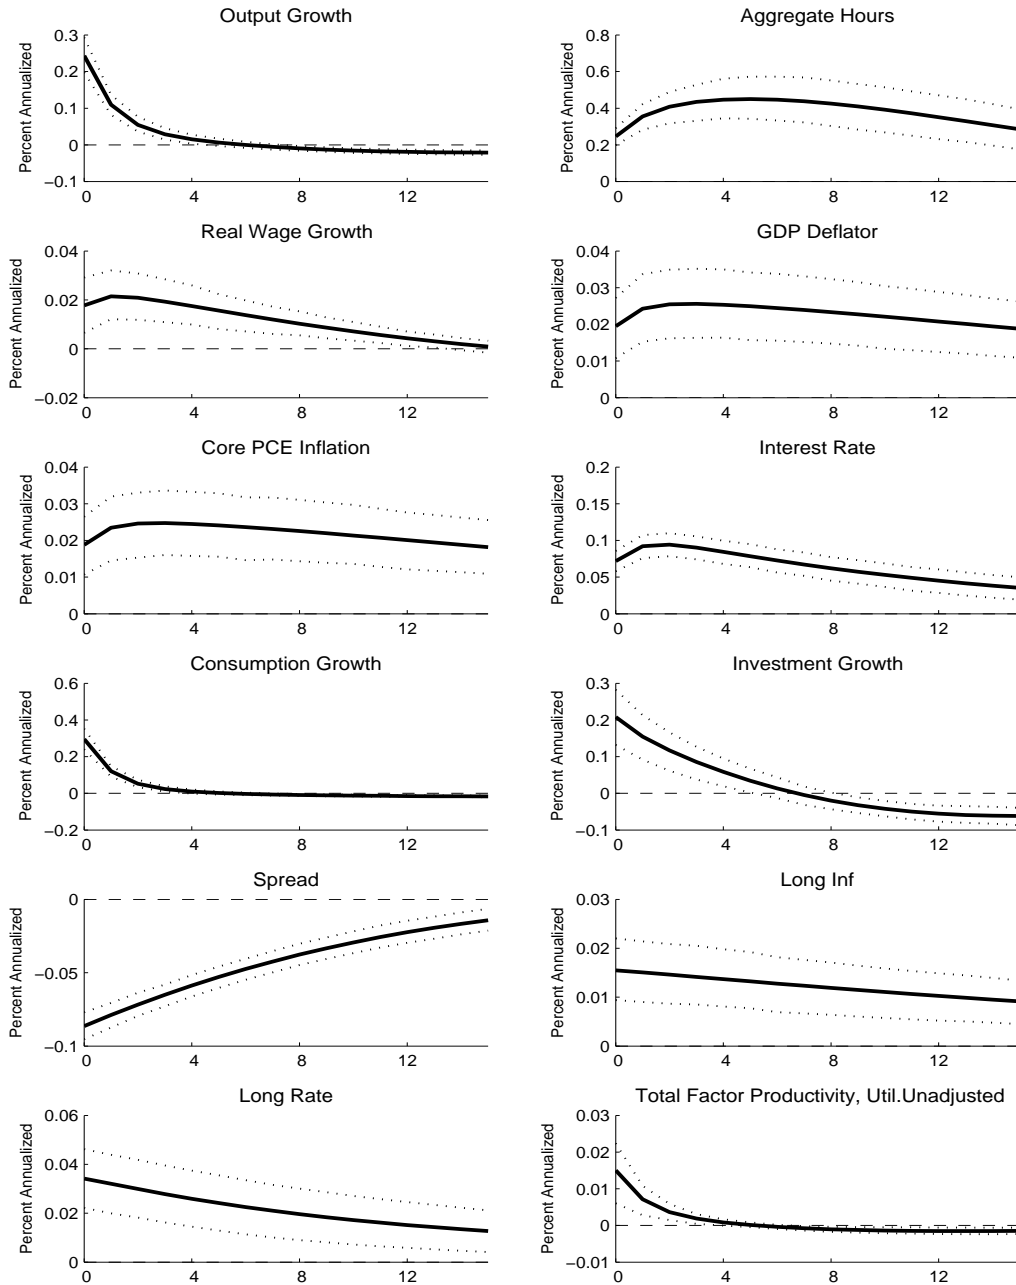 Output Growth
Percent Annualized
0.3
0.2
0.1
0
−0.1
0 4 8 12
Aggregate Hours
Percent Annualized
0.8
0.6
0.4
0.2
0
0 4 8 12
Real Wage Growth
Percent Annualized
0.04
0.02
0
−0.02
0 4 8 12
GDP Deflator
Percent Annualized
0.04
0.03
0.02
0.01
0
0 4 8 12
Core PCE Inflation
Percent Annualized
0.04
0.03
0.02
0.01
0
0 4 8 12
Interest Rate
Percent Annualized
0.2
0.15
0.1
0.05
0
0 4 8 12
Consumption Growth
Percent Annualized
0.6
0.4
0.2
0
−0.2
0 4 8 12
Investment Growth
Percent Annualized
0.3
0.2
0.1
0
−0.1
0 4 8 12
Spread
Percent Annualized
0
−0.05
−0.1
0 4 8 12
Long Inf
Percent Annualized
0.03
0.02
0.01
0
0 4 8 12
Long Rate
Percent Annualized
0.06
0.04
0.02
0
0 4 8 12
Total Factor Productivity, Util.Unadjusted
Percent Annualized
0.03
0.02
0.01
0
−0.01
0 4 8 12